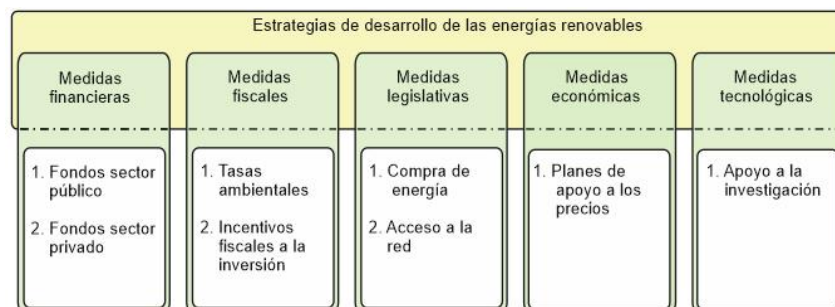 Estrategias de desarrollo de las energías renovables
Medidas
financieras
1. Fondos sector
público
2. Fondos sector
privado
Medidas
fiscales
1. Tasas
ambientales
2. Incentivos
fiscales a la
inversión
Medidas
legislativas
1. Compra de
energía
2. Acceso a la
red
Medidas
económicas
1. Planes de
apoyo a los
precios
Medidas
tecnológicas
1. Apoyo a la
investigación